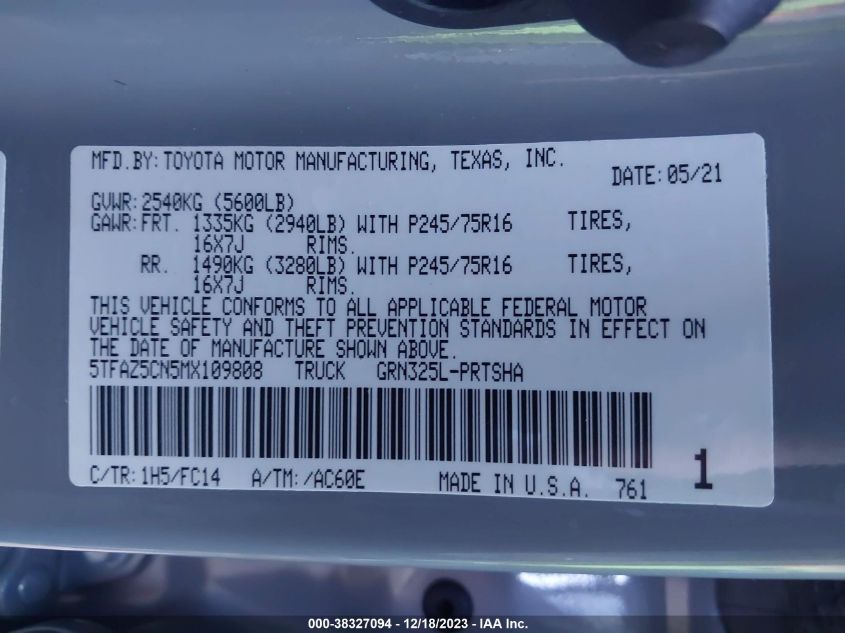 MFD.BY: TOYOTA MOTOR MANUFACTURING, TEXAS, INC.
DATE: 05/21
GVWR: 2540KG (5600LB)
GAWR: FRT. 1335KG (2940LB) WITH P245/75R16 TIRES,
16X7J RIMS.
RR. 1490KG (3280LB) WITH P245/75R16 TIRES,
16X7J RIMS.
THIS VEHICLE CONFORMS TO ALL APPLICABLE FEDERAL MOTOR
VEHICLE SAFETY AND THEFT PREVENTION STANDARDS IN EFFECT ON
THE DATE OF MANUFACTURE SHOWN ABOVE.
5TFAZ5CN5MX109808 TRUCK GRN325L-PRTSHA
C/TR: 1H5/FC14 A/TM: /AC60E MADE IN U.S.A. 761 1
000-38327094 - 12/18/2023 - IAA Inc.